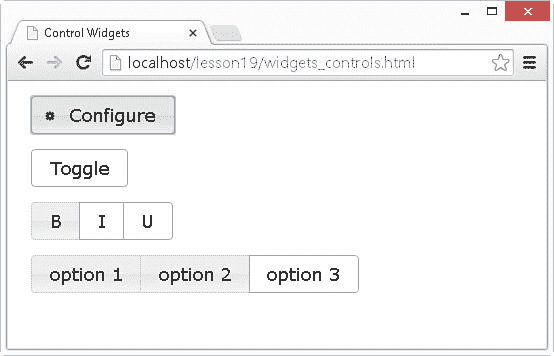 Control Widgets
localhost/lesson19/widgets_controls.html
Configure
Toggle
B I U
option 1 option 2 option 3